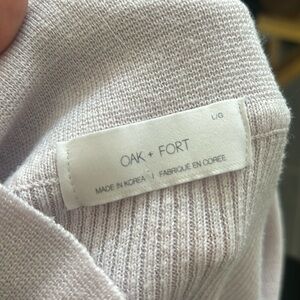 L/G
OAK + FORT
MADE IN KOREA | FABRIQUE EN COREE